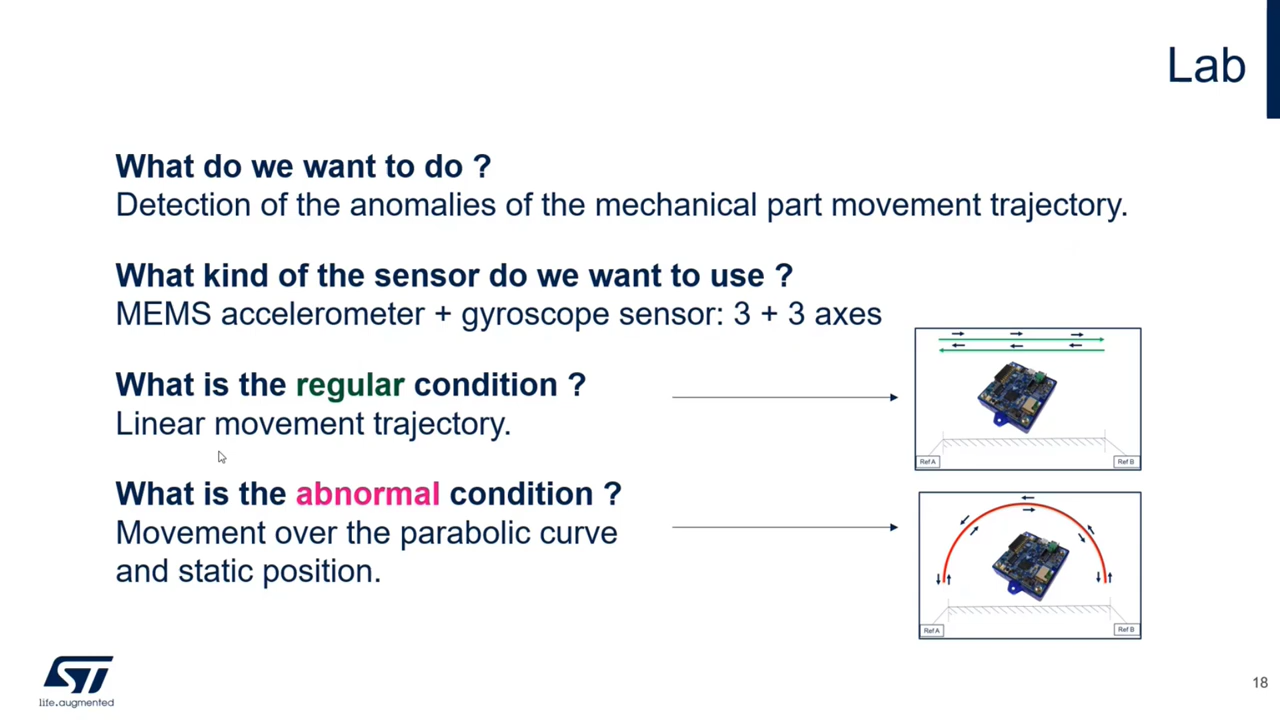 Lab
What do we want to do ?
Detection of the anomalies of the mechanical part movement trajectory.
What kind of the sensor do we want to use ?
MEMS accelerometer + gyroscope sensor: 3 + 3 axes
What is the regular condition ?
Linear movement trajectory.
Ref A
Ref B
What is the abnormal condition ?
Movement over the parabolic curve
and static position.
Ref A
Ref B
ST
life.augmented
18